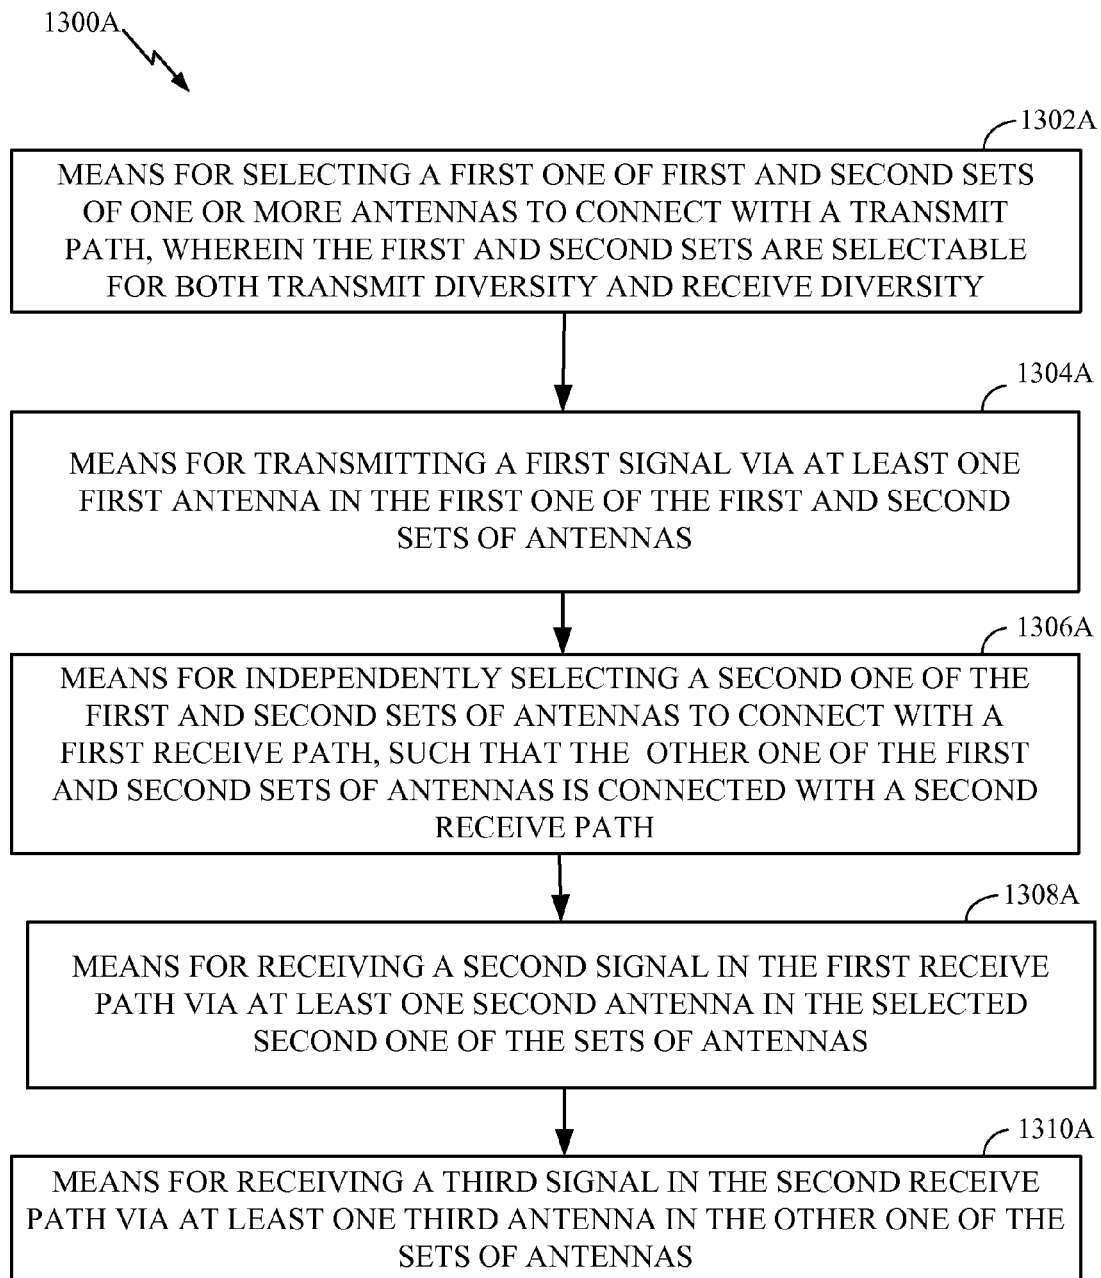 1300A
1302A
MEANS FOR SELECTING A FIRST ONE OF FIRST AND SECOND SETS
OF ONE OR MORE ANTENNAS TO CONNECT WITH A TRANSMIT
PATH, WHEREIN THE FIRST AND SECOND SETS ARE SELECTABLE
FOR BOTH TRANSMIT DIVERSITY AND RECEIVE DIVERSITY
1304A
MEANS FOR TRANSMITTING A FIRST SIGNAL VIA AT LEAST ONE
FIRST ANTENNA IN THE FIRST ONE OF THE FIRST AND SECOND
SETS OF ANTENNAS
1306A
MEANS FOR INDEPENDENTLY SELECTING A SECOND ONE OF THE
FIRST AND SECOND SETS OF ANTENNAS TO CONNECT WITH A
FIRST RECEIVE PATH, SUCH THAT THE OTHER ONE OF THE FIRST
AND SECOND SETS OF ANTENNAS IS CONNECTED WITH A SECOND
RECEIVE PATH
1308A
MEANS FOR RECEIVING A SECOND SIGNAL IN THE FIRST RECEIVE
PATH VIA AT LEAST ONE SECOND ANTENNA IN THE SELECTED
SECOND ONE OF THE SETS OF ANTENNAS
1310A
MEANS FOR RECEIVING A THIRD SIGNAL IN THE SECOND RECEIVE
PATH VIA AT LEAST ONE THIRD ANTENNA IN THE OTHER ONE OF THE
SETS OF ANTENNAS